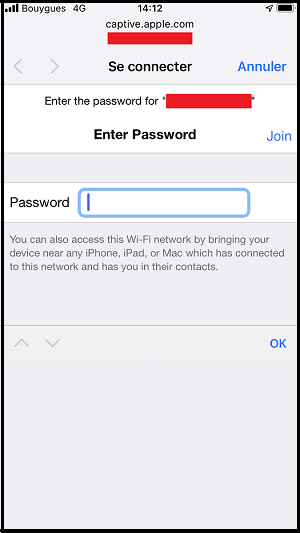 Bouygues 4G 14:12
captive.apple.com
Se connecter Annuler
Enter the password for " "
Enter Password Join
Password
You can also access this Wi-Fi network by bringing your
device near any iPhone, iPad, or Mac which has connected
to this network and has you in their contacts.
OK